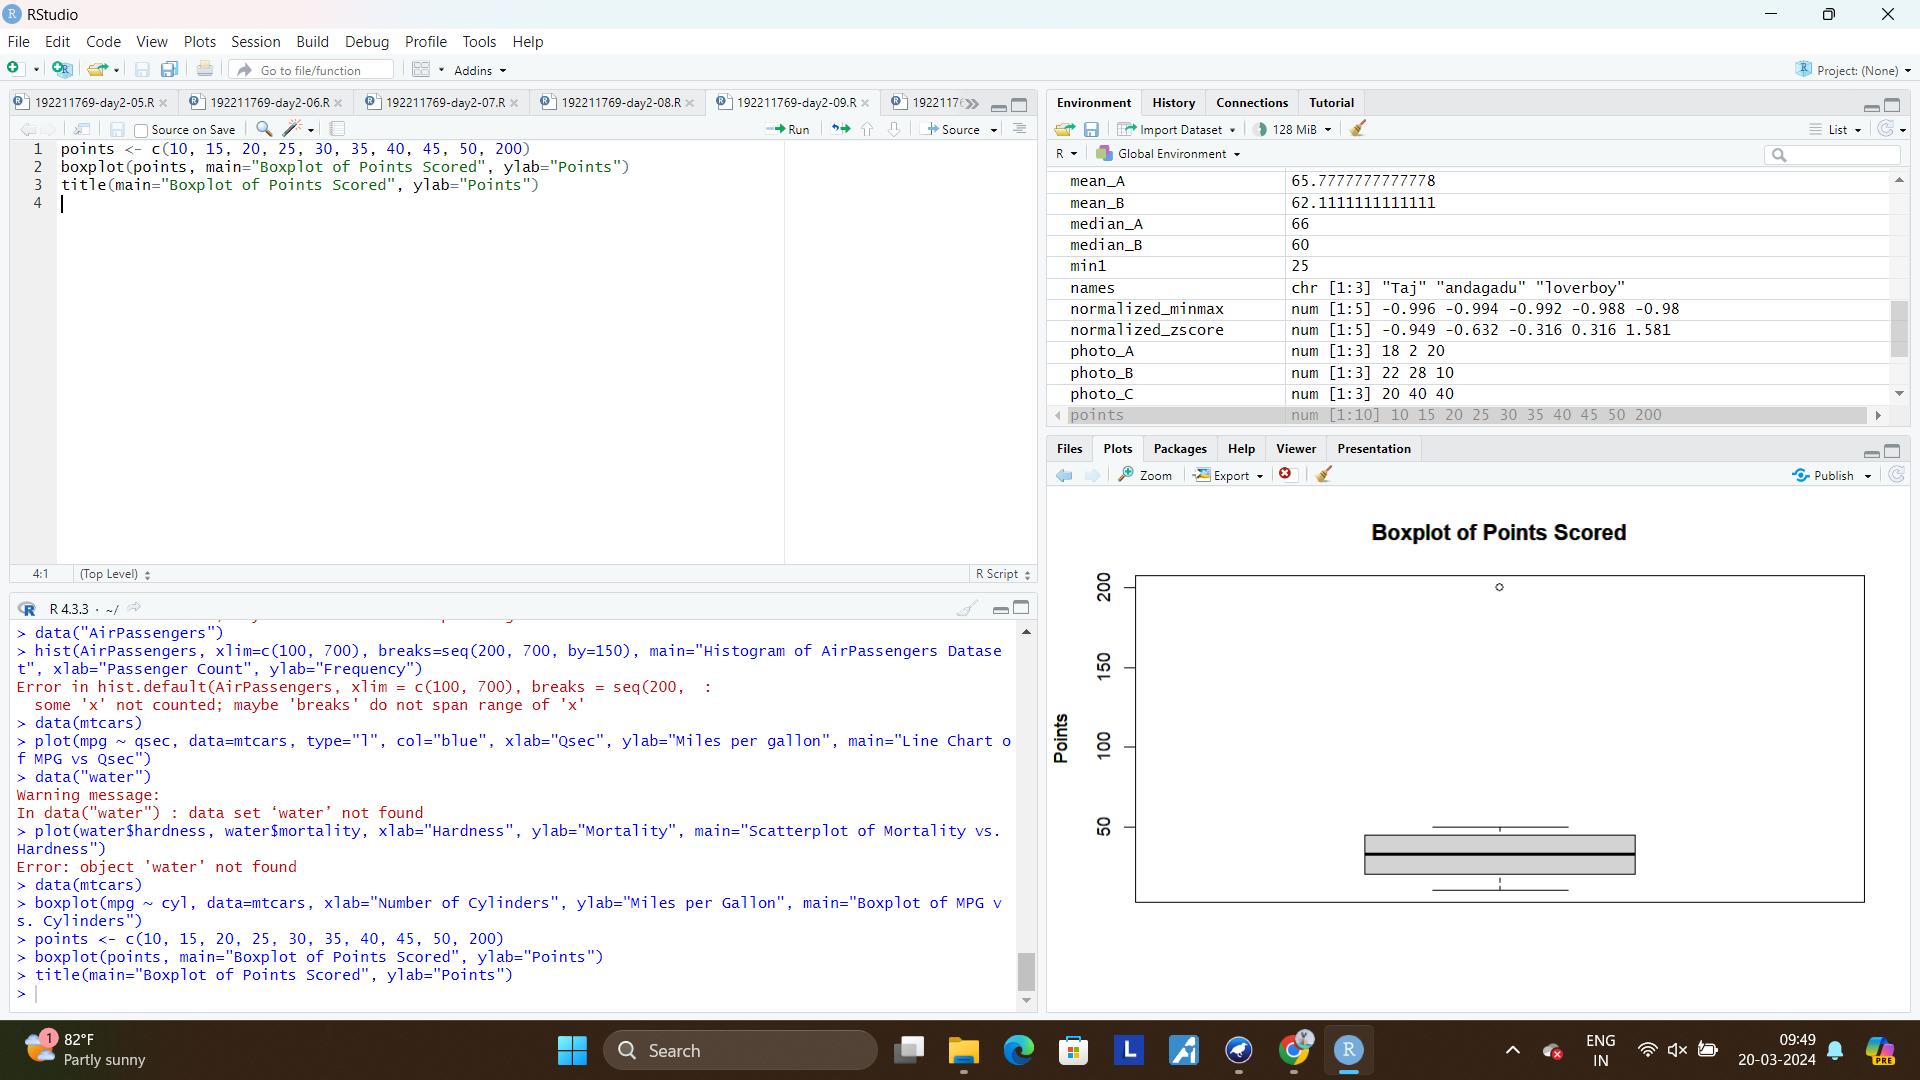 RStudio
File Edit Code View Plots Session Build Debug Profile Tools Help
Go to file/function Addins Project: (None)
192211769-day2-05.R 192211769-day2-06.R 192211769-day2-07.R 192211769-day2-08.R 192211769-day2-09.R 1922117
Source on Save Run Source
1 points <- c(10, 15, 20, 25, 30, 35, 40, 45, 50, 200)
2 boxplot(points, main="Boxplot of Points Scored", ylab="Points")
3 title(main="Boxplot of Points Scored", ylab="Points")
4
4:1 (Top Level) R Script
R 4.3.3 · ~/
> data("AirPassengers")
> hist(AirPassengers, xlim=c(100, 700), breaks=seq(200, 700, by=150), main="Histogram of AirPassengers Datase
t", xlab="Passenger Count", ylab="Frequency")
Error in hist.default(AirPassengers, xlim = c(100, 700), breaks = seq(200,  :
  some 'x' not counted; maybe 'breaks' do not span range of 'x'
> data(mtcars)
> plot(mpg ~ qsec, data=mtcars, type="l", col="blue", xlab="Qsec", ylab="Miles per gallon", main="Line Chart o
f MPG vs Qsec")
> data("water")
Warning message:
In data("water") : data set ‘water’ not found
> plot(water$hardness, water$mortality, xlab="Hardness", ylab="Mortality", main="Scatterplot of Mortality vs.
Hardness")
Error: object 'water' not found
> data(mtcars)
> boxplot(mpg ~ cyl, data=mtcars, xlab="Number of Cylinders", ylab="Miles per Gallon", main="Boxplot of MPG v
s. Cylinders")
> points <- c(10, 15, 20, 25, 30, 35, 40, 45, 50, 200)
> boxplot(points, main="Boxplot of Points Scored", ylab="Points")
> title(main="Boxplot of Points Scored", ylab="Points")
>
Environment History Connections Tutorial
Import Dataset 128 MiB List
R Global Environment
mean_A 65.7777777777778
mean_B 62.1111111111111
median_A 66
median_B 60
min1 25
names chr [1:3] "Taj" "andagadu" "loverboy"
normalized_minmax num [1:5] -0.996 -0.994 -0.992 -0.988 -0.98
normalized_zscore num [1:5] -0.949 -0.632 -0.316 0.316 1.581
photo_A num [1:3] 18 2 20
photo_B num [1:3] 22 28 10
photo_C num [1:3] 20 40 40
points num [1:10] 10 15 20 25 30 35 40 45 50 200
Files Plots Packages Help Viewer Presentation
Zoom Export Publish
Boxplot of Points Scored
200
150
100
50
Points
1
82°F
Partly sunny
Search
L
R
PRE
ENG
IN
09:49
20-03-2024